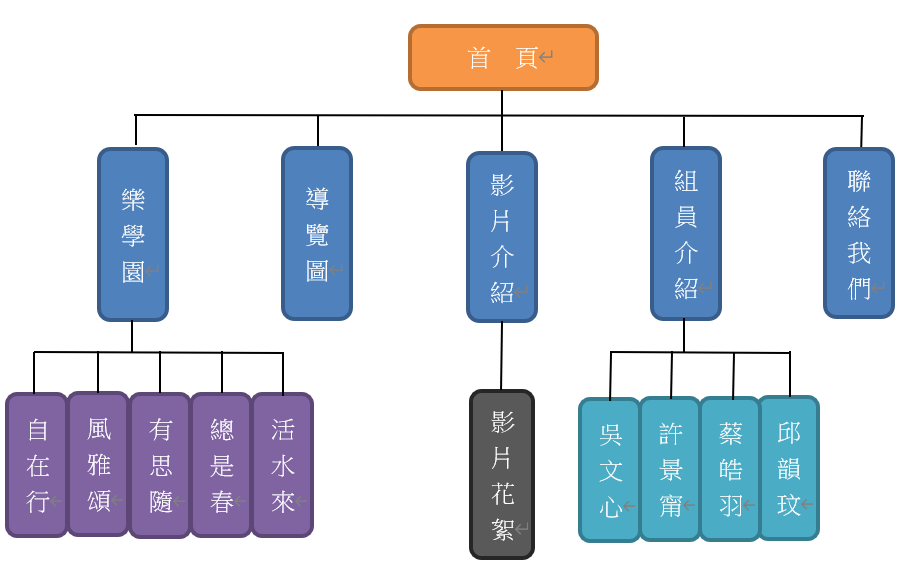 首 頁
樂學園
導覽圖
影片介紹
組員介紹
聯絡我們
自在行
風雅頌
有思隨
總是春
活水來
影片花絮
吳文心
許景甯
蔡皓羽
邱韻玟